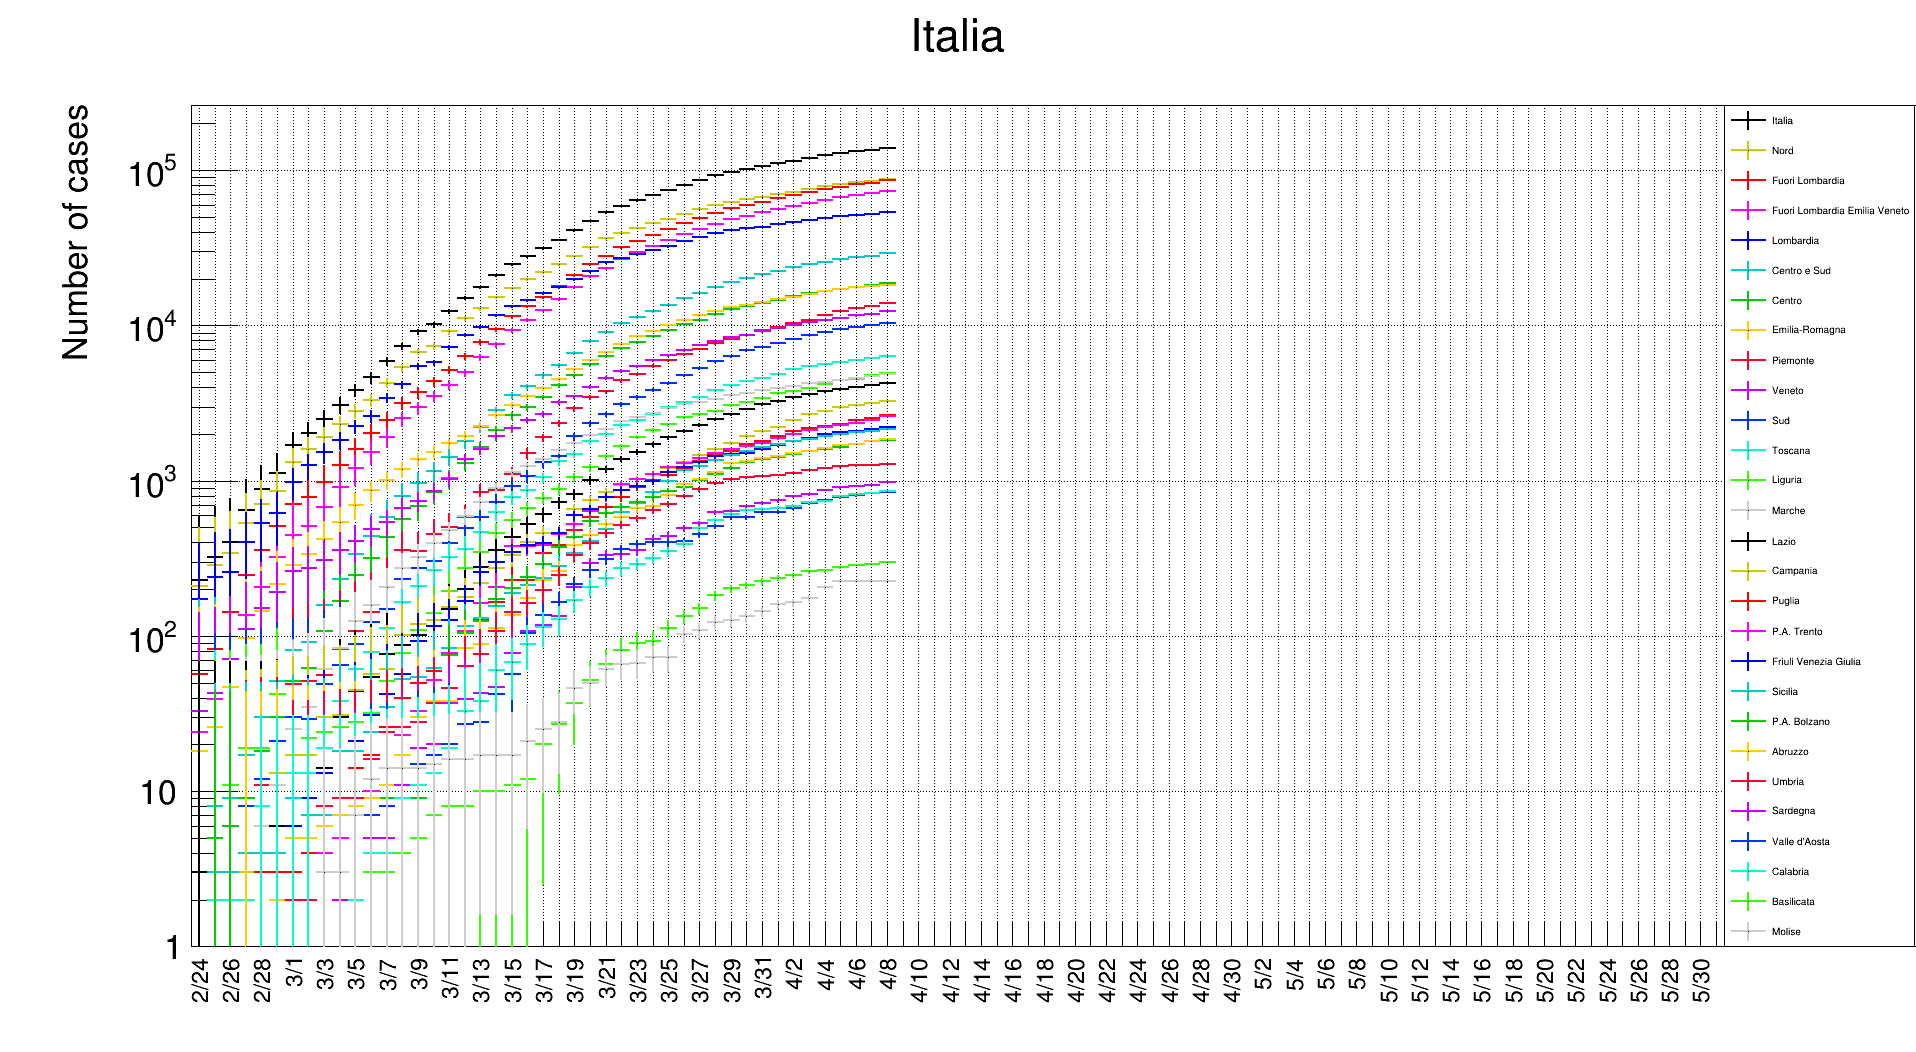 Italia
Number of cases
10^5
10^4
10^3
10^2
10
1
2/24 2/26 2/28 3/1 3/3 3/5 3/7 3/9 3/11 3/13 3/15 3/17 3/19 3/21 3/23 3/25 3/27 3/29 3/31 4/2 4/4 4/6 4/8 4/10 4/12 4/14 4/16 4/18 4/20 4/22 4/24 4/26 4/28 4/30 5/2 5/4 5/6 5/8 5/10 5/12 5/14 5/16 5/18 5/20 5/22 5/24 5/26 5/28 5/30
Italia
Nord
Fuori Lombardia
Fuori Lombardia Emilia Veneto
Lombardia
Centro e Sud
Centro
Emilia-Romagna
Piemonte
Veneto
Sud
Toscana
Liguria
Marche
Lazio
Campania
Puglia
P.A. Trento
Friuli Venezia Giulia
Sicilia
P.A. Bolzano
Abruzzo
Umbria
Sardegna
Valle d'Aosta
Calabria
Basilicata
Molise